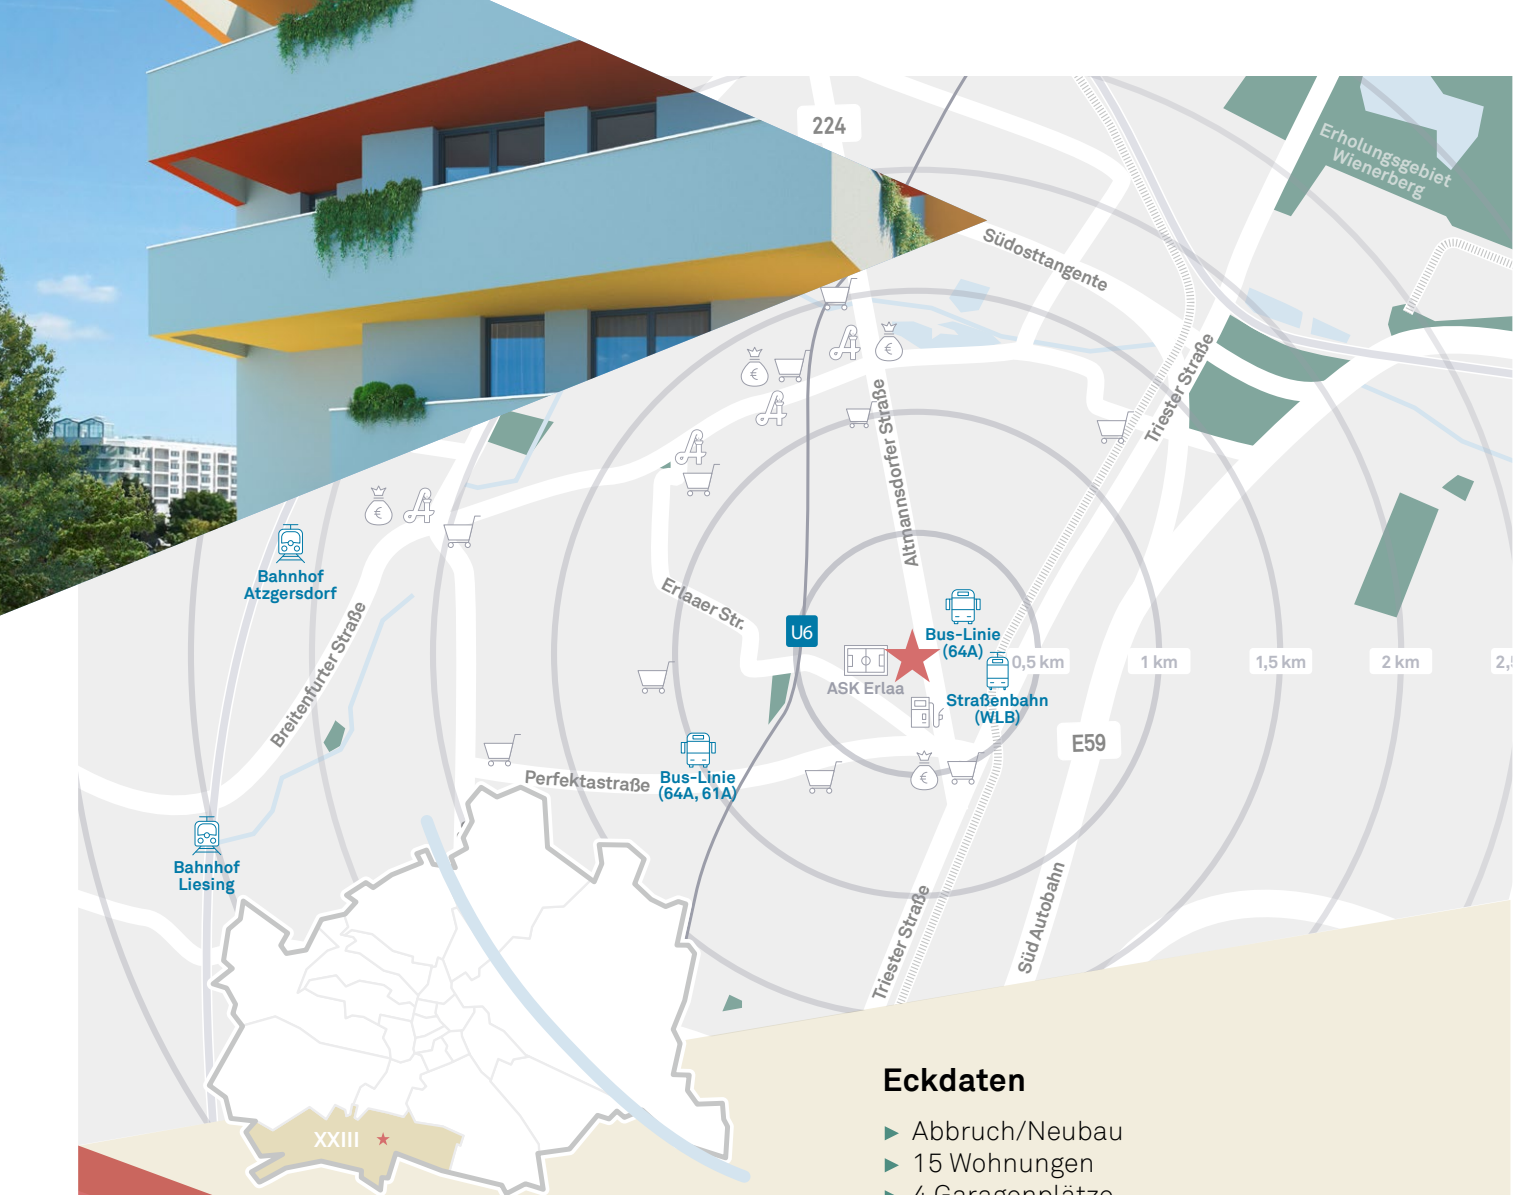 224
Erholungsgebiet
Wienerberg
Südosttangente
Triester Straße
Altmannsdorfer Straße
Bahnhof
Atzgersdorf
Breitenfurter Straße
Erlaaer Str.
U6
Bus-Linie
(64A)
ASK Erlaa
0,5 km
1 km
1,5 km
2 km
Straßenbahn
(WLB)
E59
Perfektastraße
Bus-Linie
(64A, 61A)
Bahnhof
Liesing
Triester Straße
Süd Autobahn
XXIII
Eckdaten
► Abbruch/Neubau
► 15 Wohnungen
► 4 Garagenplätze